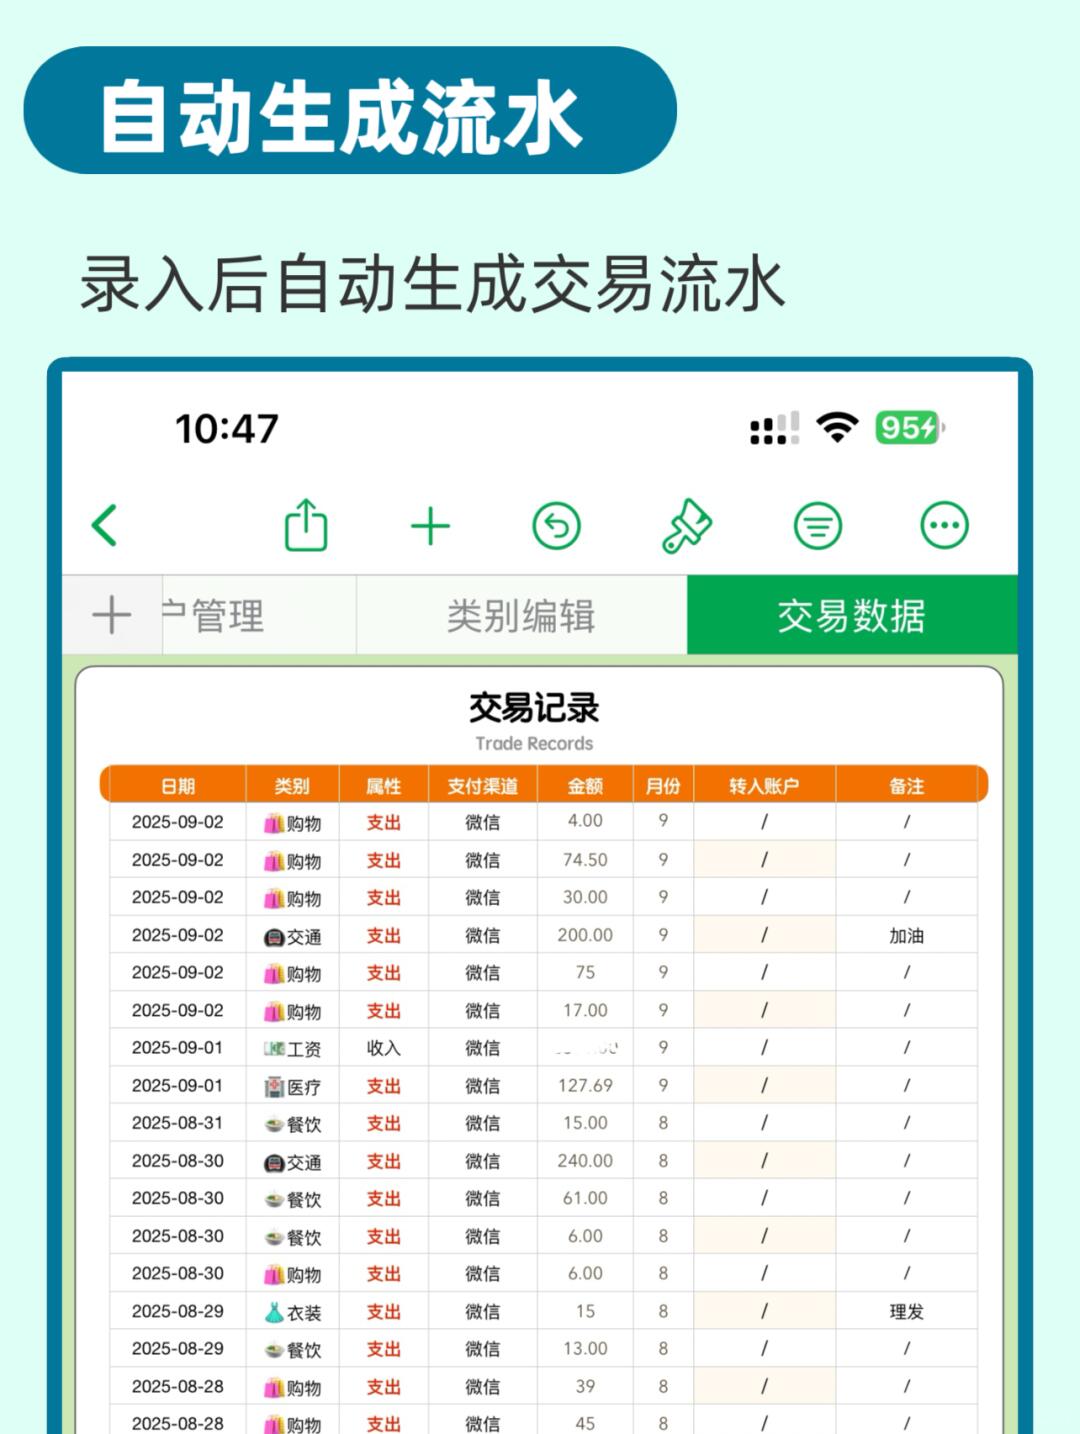 自动生成流水
录入后自动生成交易流水
10:47
95
户管理 类别编辑 交易数据
交易记录
Trade Records
日期 类别 属性 支付渠道 金额 月份 转入账户 备注
2025-09-02 购物 支出 微信 4.00 9 / /
2025-09-02 购物 支出 微信 74.50 9 / /
2025-09-02 购物 支出 微信 30.00 9 / /
2025-09-02 交通 支出 微信 200.00 9 / 加油
2025-09-02 购物 支出 微信 75 9 / /
2025-09-02 购物 支出 微信 17.00 9 / /
2025-09-01 工资 收入 微信 9 / /
2025-09-01 医疗 支出 微信 127.69 9 / /
2025-08-31 餐饮 支出 微信 15.00 8 / /
2025-08-30 交通 支出 微信 240.00 8 / /
2025-08-30 餐饮 支出 微信 61.00 8 / /
2025-08-30 餐饮 支出 微信 6.00 8 / /
2025-08-30 购物 支出 微信 6.00 8 / /
2025-08-29 衣装 支出 微信 15 8 / 理发
2025-08-29 餐饮 支出 微信 13.00 8 / /
2025-08-28 购物 支出 微信 39 8 / /
2025-08-28 购物 支出 微信 45 8 / /